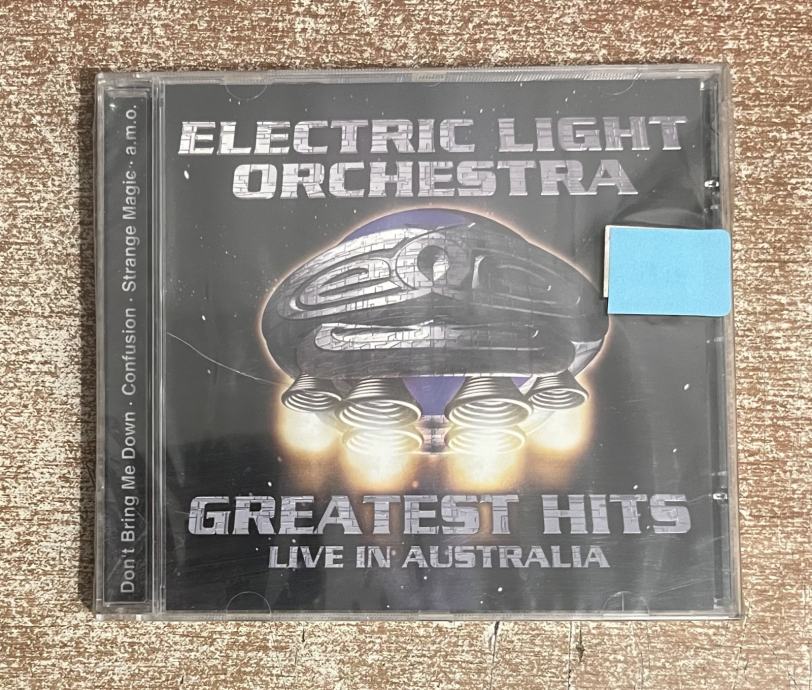 ELECTRIC LIGHT
ORCHESTRA
GREATEST HITS
LIVE IN AUSTRALIA
Don't Bring Me Down · Confusion · Strange Magic · a.m.o.